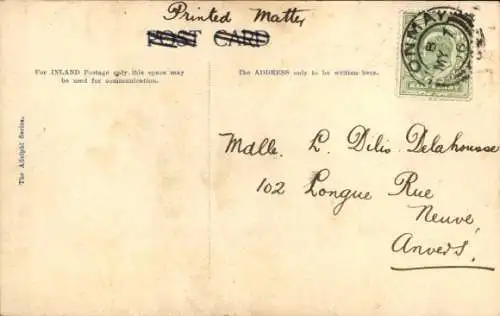 Printed Matter
POST CARD
For INLAND Postage only, this space may
be used for communication.
The ADDRESS only to be written here.
The Adelphi Series.
Madlle. L. Dilis Delahousse
102 Longue Rue
Neuve
Anvers